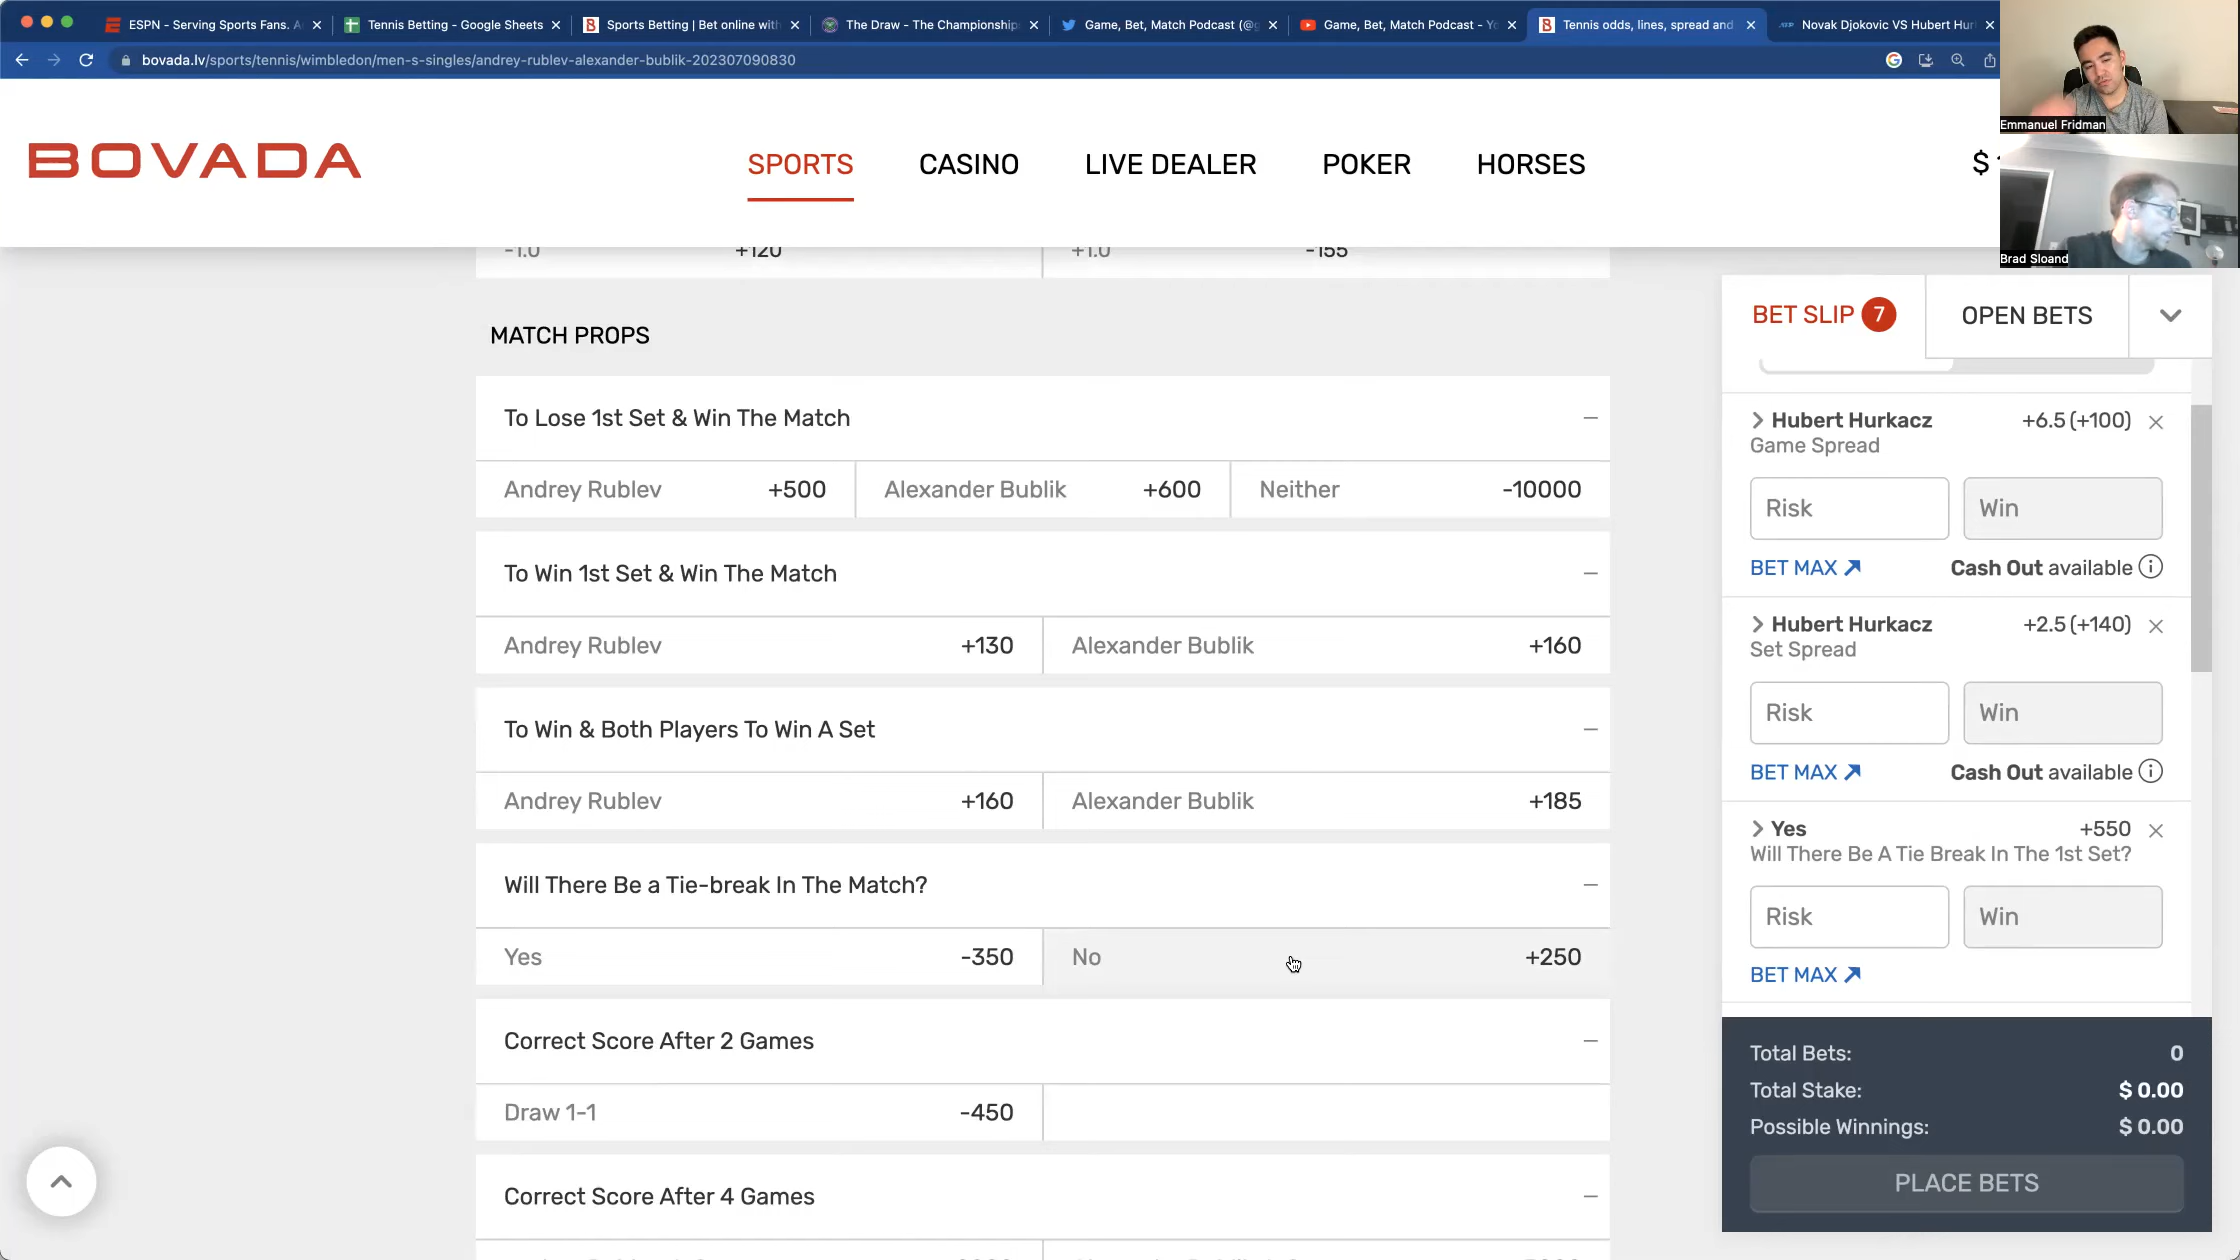 ESPN - Serving Sports Fans. A
Tennis Betting - Google Sheets
Sports Betting | Bet online with
The Draw - The Championship
Game, Bet, Match Podcast (@g
Game, Bet, Match Podcast - Yo
Tennis odds, lines, spread and
Novak Djokovic VS Hubert Hurk
bovada.lv/sports/tennis/wimbledon/men-s-singles/andrey-rublev-alexander-bublik-202307090830
Emmanuel Fridman
Brad Sloand
BOVADA
SPORTS
CASINO
LIVE DEALER
POKER
HORSES
$
-1.0 +120 +1.0 -155
MATCH PROPS
To Lose 1st Set & Win The Match
Andrey Rublev +500 Alexander Bublik +600 Neither -10000
To Win 1st Set & Win The Match
Andrey Rublev +130 Alexander Bublik +160
To Win & Both Players To Win A Set
Andrey Rublev +160 Alexander Bublik +185
Will There Be a Tie-break In The Match?
Yes -350 No +250
Correct Score After 2 Games
Draw 1-1 -450
Correct Score After 4 Games
BET SLIP 7 OPEN BETS
Hubert Hurkacz +6.5 (+100)
Game Spread
Risk Win
BET MAX Cash Out available
Hubert Hurkacz +2.5 (+140)
Set Spread
Risk Win
BET MAX Cash Out available
Yes +550
Will There Be A Tie Break In The 1st Set?
Risk Win
BET MAX
Total Bets: 0
Total Stake: $ 0.00
Possible Winnings: $ 0.00
PLACE BETS